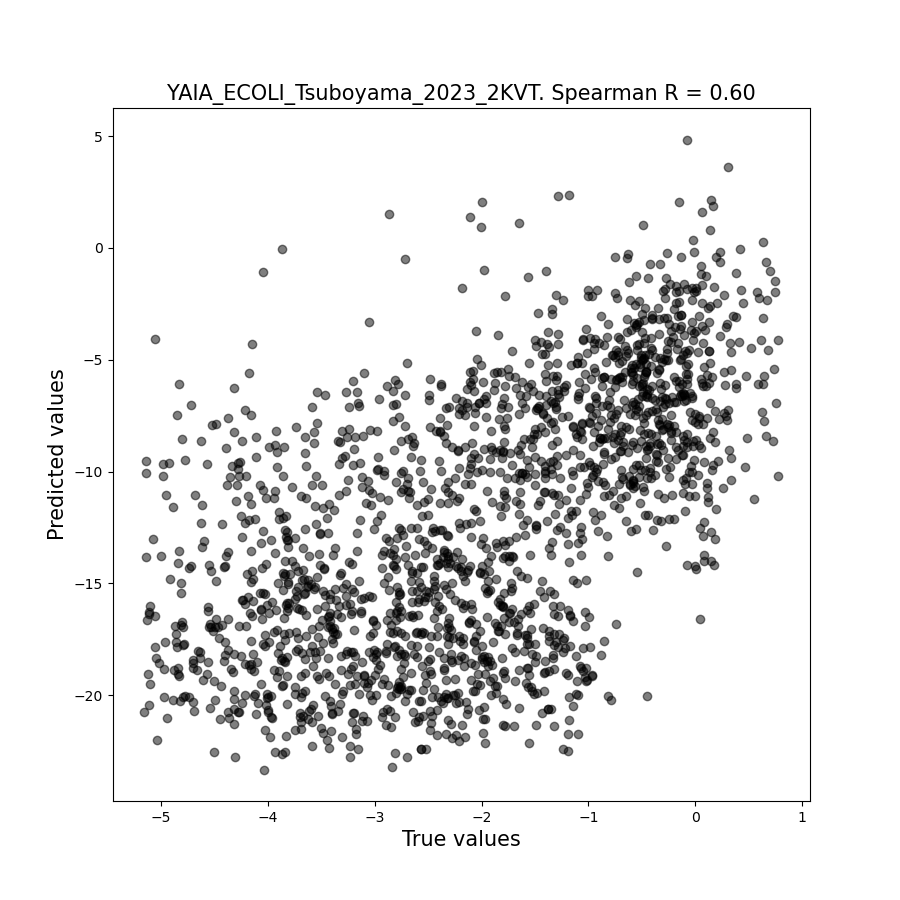 YAIA_ECOLI_Tsuboyama_2023_2KVT. Spearman R = 0.60
5
0
−5
−10
−15
−20
Predicted values
−5 −4 −3 −2 −1 0 1
True values